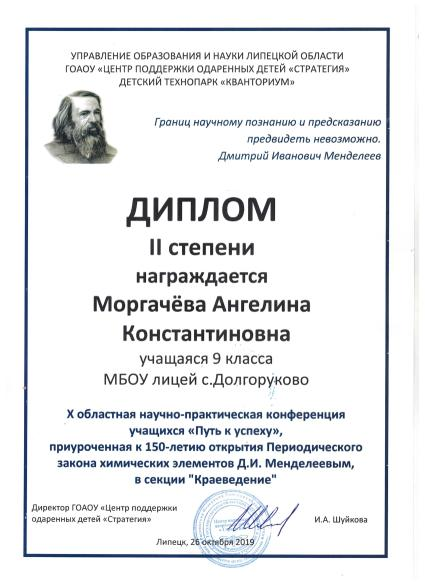 УПРАВЛЕНИЕ ОБРАЗОВАНИЯ И НАУКИ ЛИПЕЦКОЙ ОБЛАСТИ
ГОАОУ «ЦЕНТР ПОДДЕРЖКИ ОДАРЕННЫХ ДЕТЕЙ «СТРАТЕГИЯ»
ДЕТСКИЙ ТЕХНОПАРК «КВАНТОРИУМ»
Границ научному познанию и предсказанию
предвидеть невозможно.
Дмитрий Иванович Менделеев
ДИПЛОМ
II степени
награждается
Моргачёва Ангелина
Константиновна
учащаяся 9 класса
МБОУ лицей с.Долгоруково
X областная научно-практическая конференция
учащихся «Путь к успеху»,
приуроченная к 150-летию открытия Периодического
закона химических элементов Д.И. Менделеевым,
в секции "Краеведение"
Директор ГОАОУ «Центр поддержки
одаренных детей «Стратегия»
И.А. Шуйкова
Липецк, 26 октября 2019